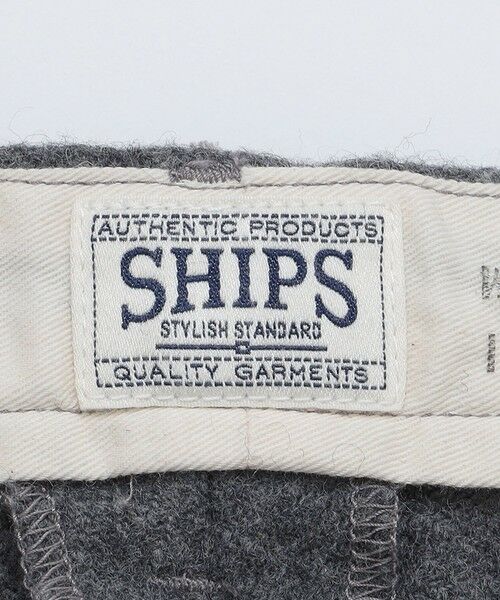 AUTHENTIC PRODUCTS
SHIPS
STYLISH STANDARD
QUALITY GARMENTS